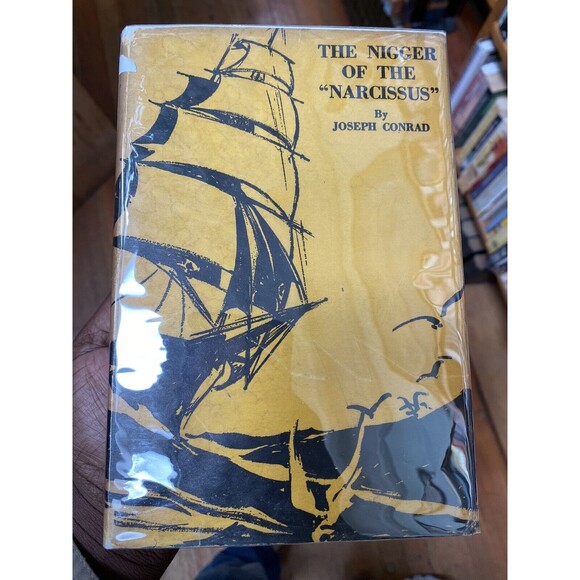 THE NIGGER
OF THE
"NARCISSUS"
By
JOSEPH CONRAD